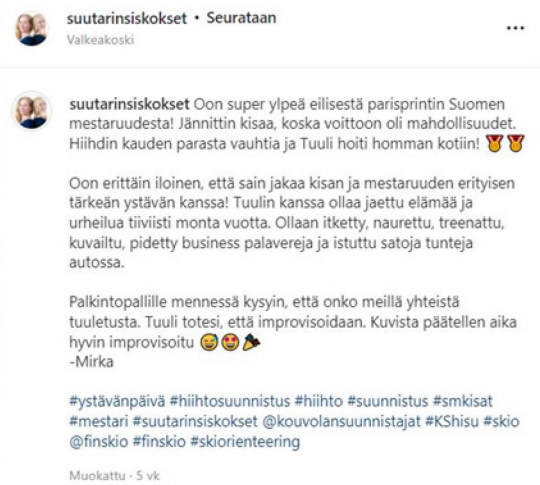 suutarinsiskokset • Seurataan
Valkeakoski
suutarinsiskokset Oon super ylpeä eilisestä parisprintin Suomen
mestaruudesta! Jännittin kisaa, koska voittoon oli mahdollisuudet.
Hiihdin kauden parasta vauhtia ja Tuuli hoiti homman kotiin! 🏅🏅
Oon erittäin iloinen, että sain jakaa kisan ja mestaruuden erityisen
tärkeän ystävän kanssa! Tuulin kanssa ollaa jaettu elämää ja
urheilua tiiviisti monta vuotta. Ollaan itketty, naurettu, treenattu,
kuvailtu, pidetty business palavereja ja istuttu satoja tunteja
autossa.
Palkintopallille mennessä kysyin, että onko meillä yhteistä
tuuletusta. Tuuli totesi, että improvisoidaan. Kuvista päätellen aika
hyvin improvisoitu 😅🤩🎉
-Mirka
#ystävänpäivä #hiihtosuunnistus #hiihto #suunnistus #smkisat
#mestari #suutarinsiskokset @kouvolansuunnistajat #KShisu #skio
@finskio #finskio #skiorienteering
Muokattu · 5 vk